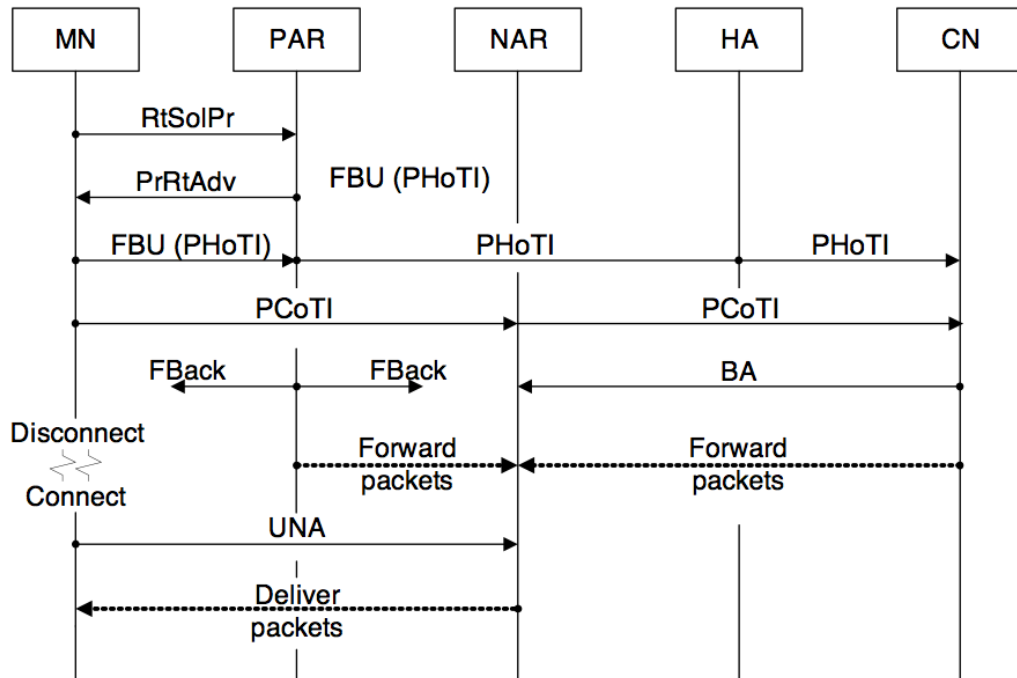 MN PAR NAR HA CN
RtSolPr
PrRtAdv FBU (PHoTI)
FBU (PHoTI) PHoTI PHoTI
PCoTI PCoTI
FBack FBack BA
Disconnect
Forward Forward
packets packets
Connect
UNA
Deliver
packets